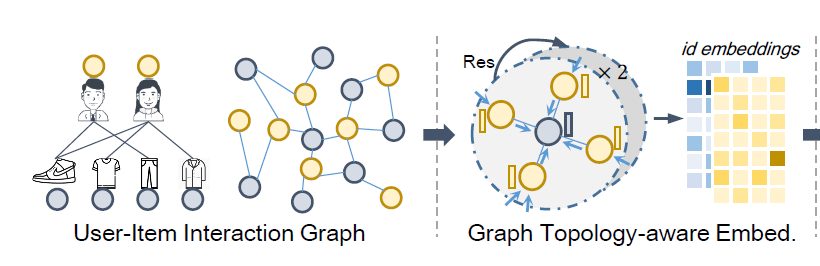 id embeddings
Res
× 2
User-Item Interaction Graph
Graph Topology-aware Embed.